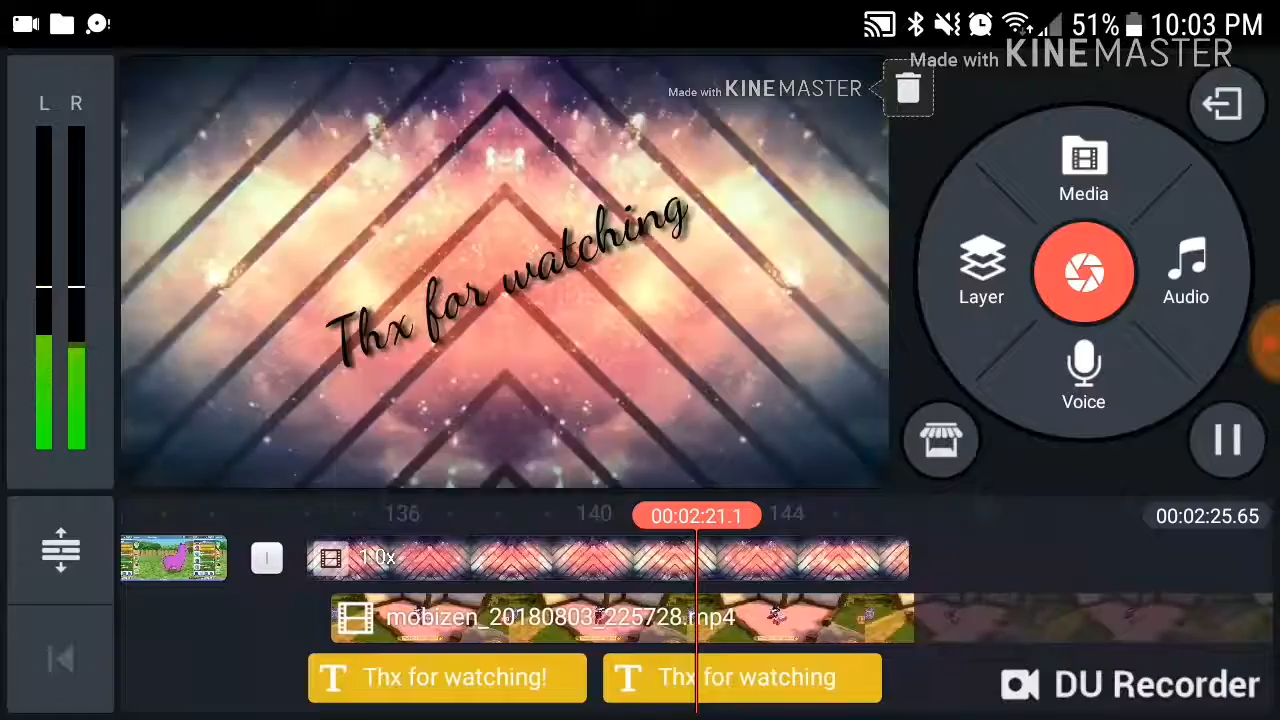 51% 10:03 PM
Made with KINEMASTER
Made with KINEMASTER
L R
Thx for watching
Media
Layer
Audio
Voice
136 140 00:02:21.1 144 00:02:25.65
1.0x
mobizen_20180803_225728.mp4
T Thx for watching!
T Thx for watching
DU Recorder